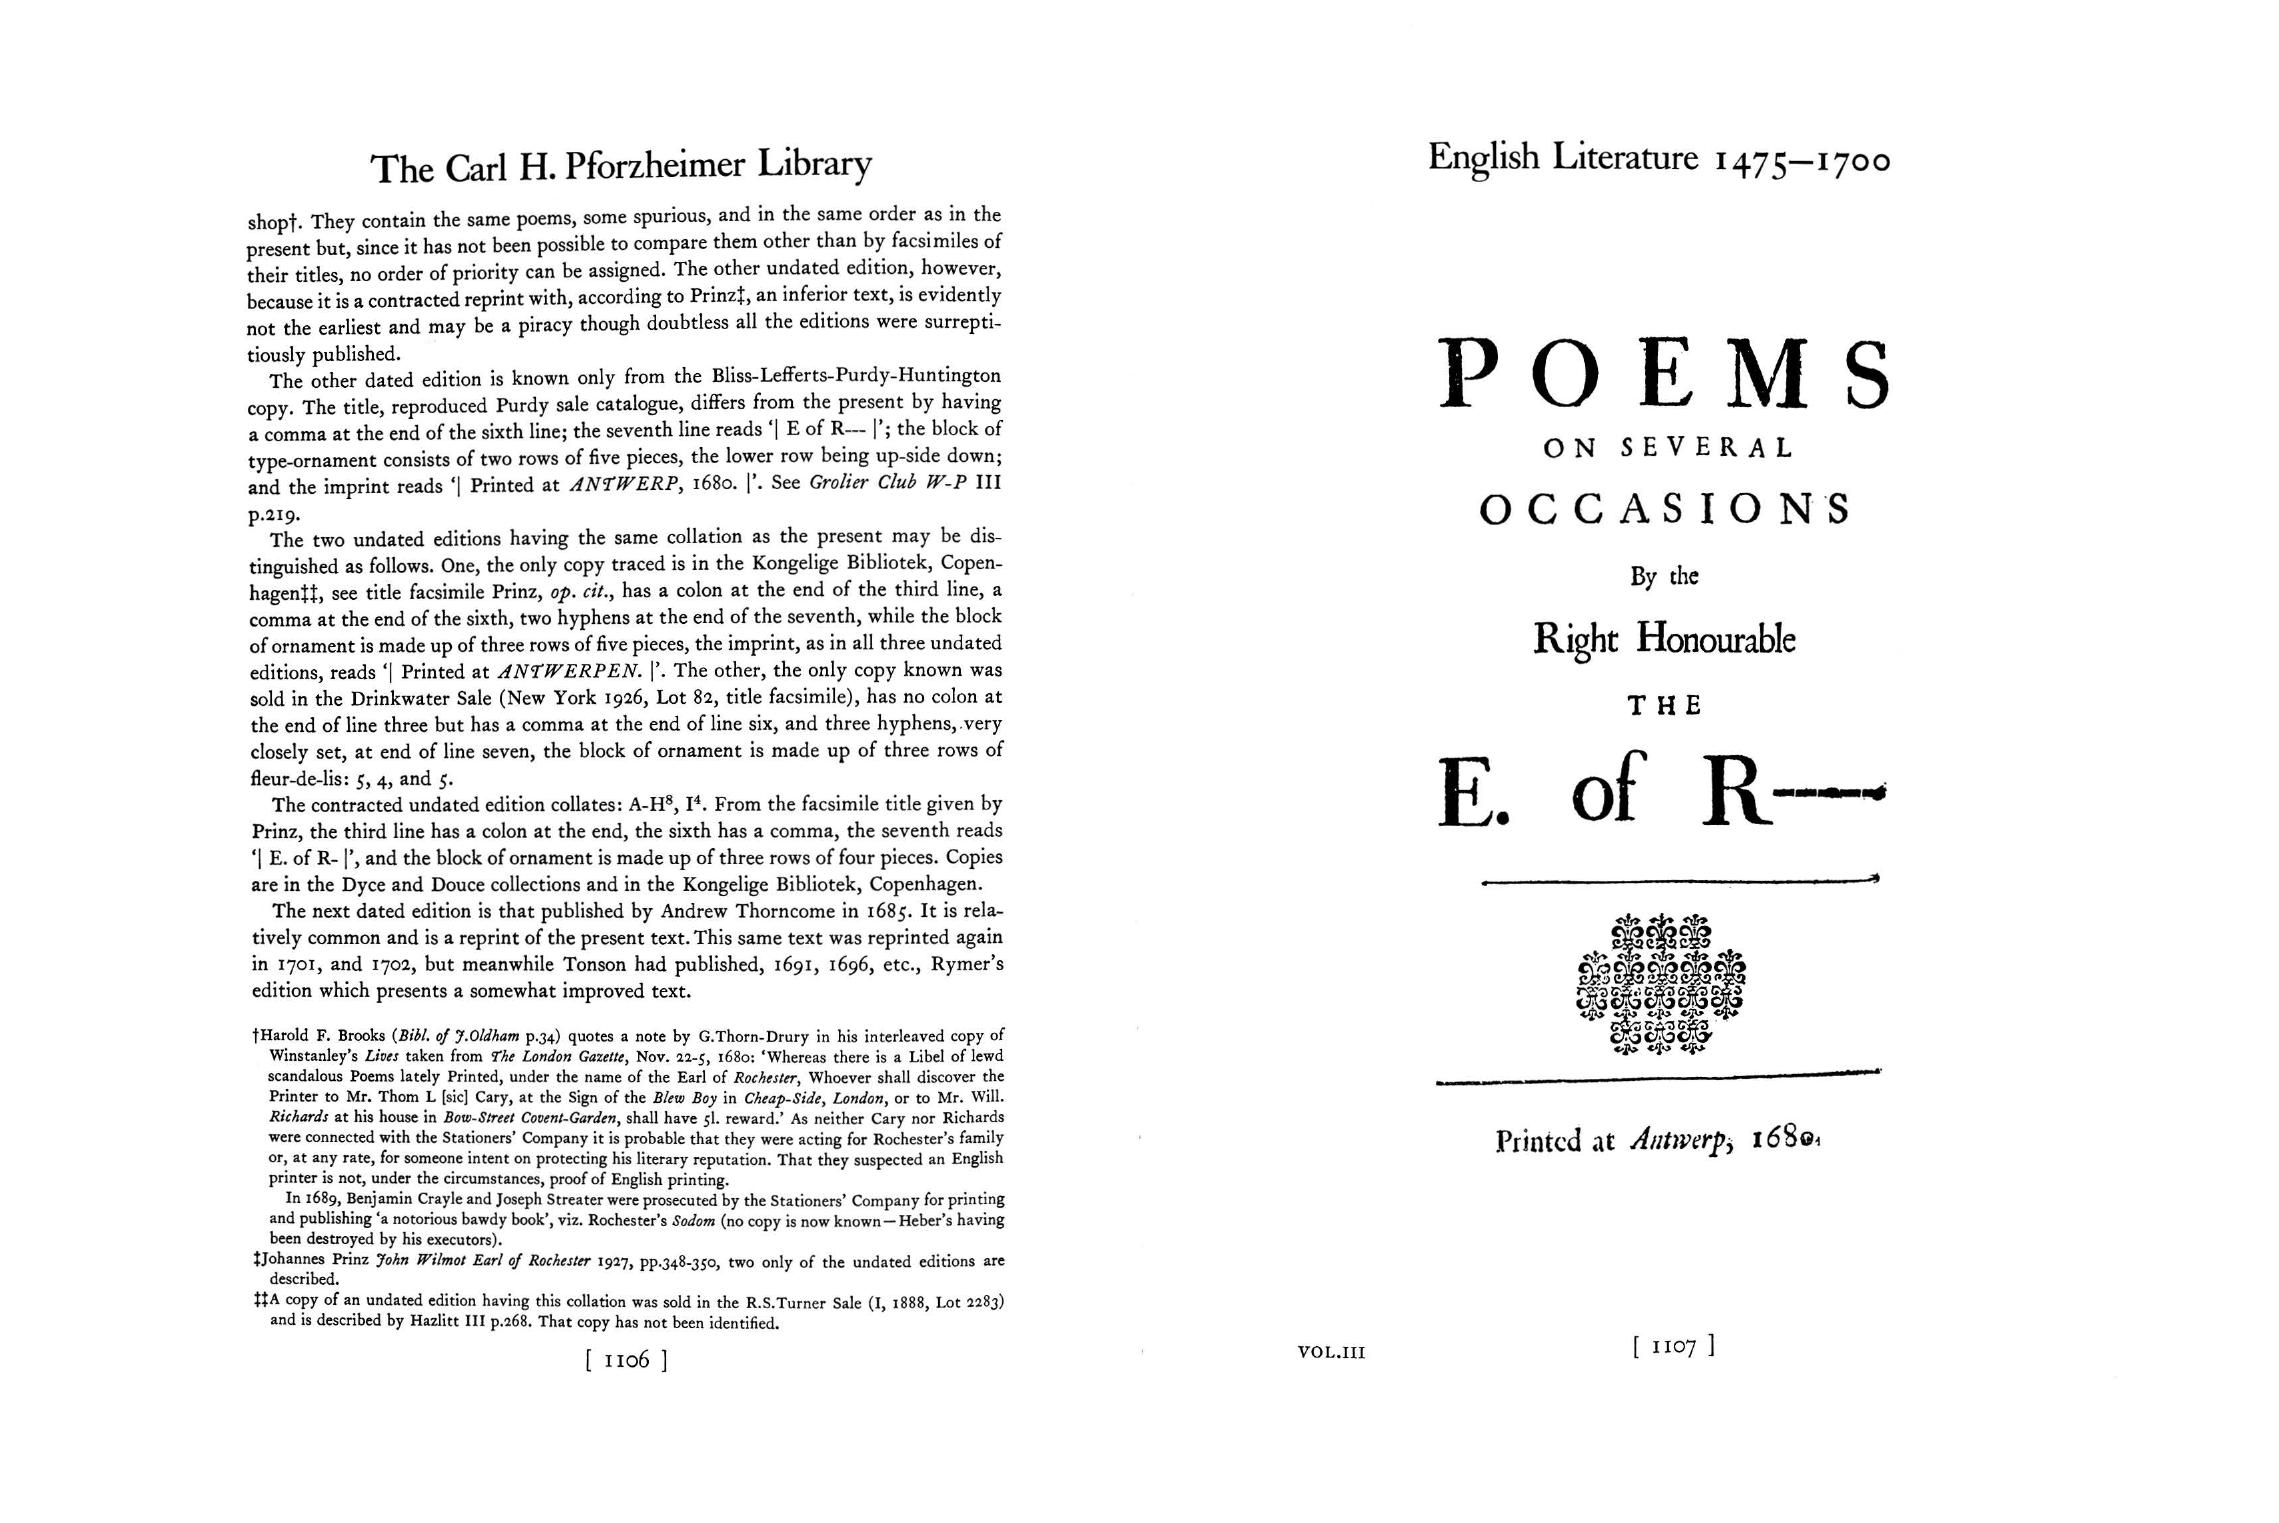 The Carl H. Pforzheimer Library
shop†. They contain the same poems, some spurious, and in the same order as in the
present but, since it has not been possible to compare them other than by facsimiles of
their titles, no order of priority can be assigned. The other undated edition, however,
because it is a contracted reprint with, according to Prinz‡, an inferior text, is evidently
not the earliest and may be a piracy though doubtless all the editions were surrepti-
tiously published.
The other dated edition is known only from the Bliss-Lefferts-Purdy-Huntington
copy. The title, reproduced Purdy sale catalogue, differs from the present by having
a comma at the end of the sixth line; the seventh line reads ‘| E of R--- |’; the block of
type-ornament consists of two rows of five pieces, the lower row being up-side down;
and the imprint reads ‘| Printed at ANTWERP, 1680. |’. See Grolier Club W-P III
p.219.
The two undated editions having the same collation as the present may be dis-
tinguished as follows. One, the only copy traced is in the Kongelige Bibliotek, Copen-
hagen‡‡, see title facsimile Prinz, op. cit., has a colon at the end of the third line, a
comma at the end of the sixth, two hyphens at the end of the seventh, while the block
of ornament is made up of three rows of five pieces, the imprint, as in all three undated
editions, reads ‘| Printed at ANTWERPEN. |’. The other, the only copy known was
sold in the Drinkwater Sale (New York 1926, Lot 82, title facsimile), has no colon at
the end of line three but has a comma at the end of line six, and three hyphens, very
closely set, at end of line seven, the block of ornament is made up of three rows of
fleur-de-lis: 5, 4, and 5.
The contracted undated edition collates: A-H⁸, I⁴. From the facsimile title given by
Prinz, the third line has a colon at the end, the sixth has a comma, the seventh reads
‘| E. of R- |’, and the block of ornament is made up of three rows of four pieces. Copies
are in the Dyce and Douce collections and in the Kongelige Bibliotek, Copenhagen.
The next dated edition is that published by Andrew Thorncome in 1685. It is rela-
tively common and is a reprint of the present text. This same text was reprinted again
in 1701, and 1702, but meanwhile Tonson had published, 1691, 1696, etc., Rymer’s
edition which presents a somewhat improved text.
†Harold F. Brooks (Bibl. of J.Oldham p.34) quotes a note by G.Thorn-Drury in his interleaved copy of
Winstanley’s Lives taken from The London Gazette, Nov. 22-5, 1680: ‘Whereas there is a Libel of lewd
scandalous Poems lately Printed, under the name of the Earl of Rochester, Whoever shall discover the
Printer to Mr. Thom L [sic] Cary, at the Sign of the Blew Boy in Cheap-Side, London, or to Mr. Will.
Richards at his house in Bow-Street Covent-Garden, shall have 5l. reward.’ As neither Cary nor Richards
were connected with the Stationers’ Company it is probable that they were acting for Rochester’s family
or, at any rate, for someone intent on protecting his literary reputation. That they suspected an English
printer is not, under the circumstances, proof of English printing.
In 1689, Benjamin Crayle and Joseph Streater were prosecuted by the Stationers’ Company for printing
and publishing ‘a notorious bawdy book’, viz. Rochester’s Sodom (no copy is now known—Heber’s having
been destroyed by his executors).
‡Johannes Prinz John Wilmot Earl of Rochester 1927, pp.348-350, two only of the undated editions are
described.
‡‡A copy of an undated edition having this collation was sold in the R.S.Turner Sale (I, 1888, Lot 2283)
and is described by Hazlitt III p.268. That copy has not been identified.
[ 1106 ]
English Literature 1475—1700
POEMS
ON SEVERAL
OCCASIONS
By the
Right Honourable
THE
E. of R——
Printed at Antwerp, 1680.
VOL.III
[ 1107 ]